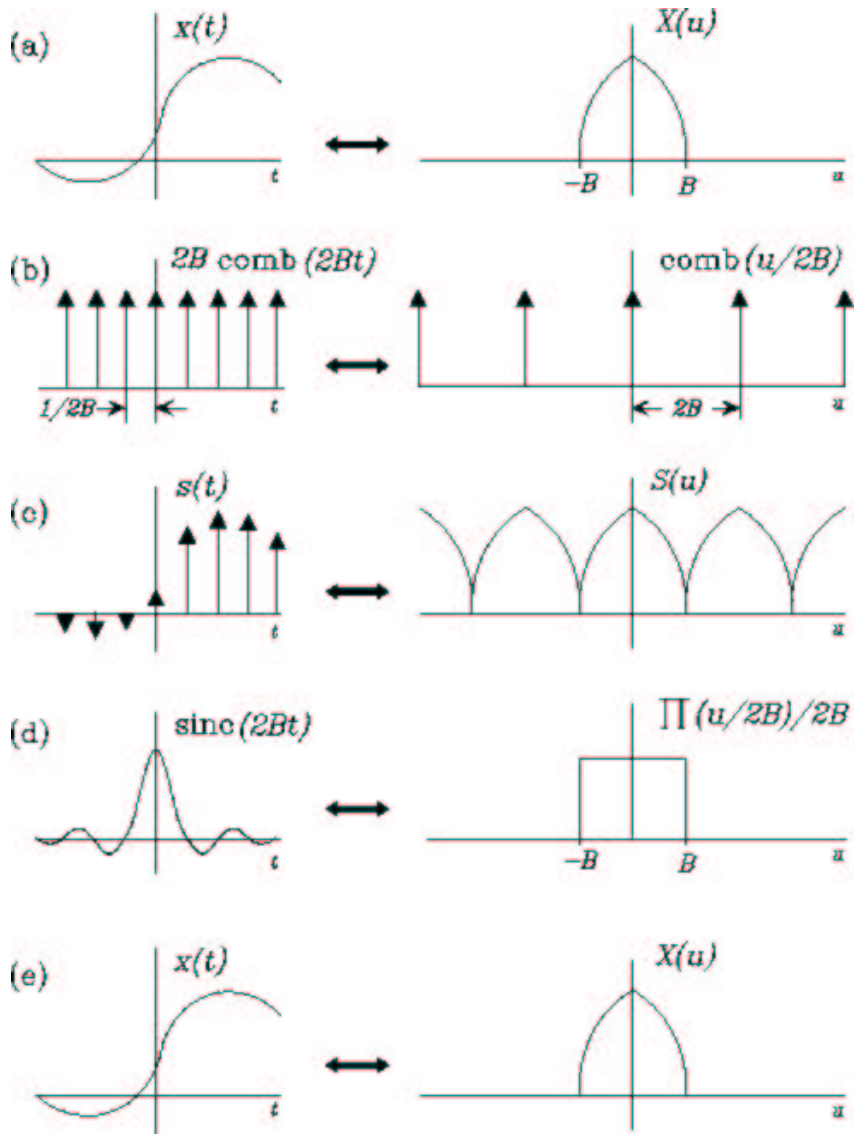 (a) x(t) X(u)
t -B B u
(b) 2B comb (2Bt) comb (u/2B)
1/2B t 2B u
(c) s(t) S(u)
t u
(d) sinc (2Bt) ∏ (u/2B)/2B
t -B B u
(e) x(t) X(u)
t u